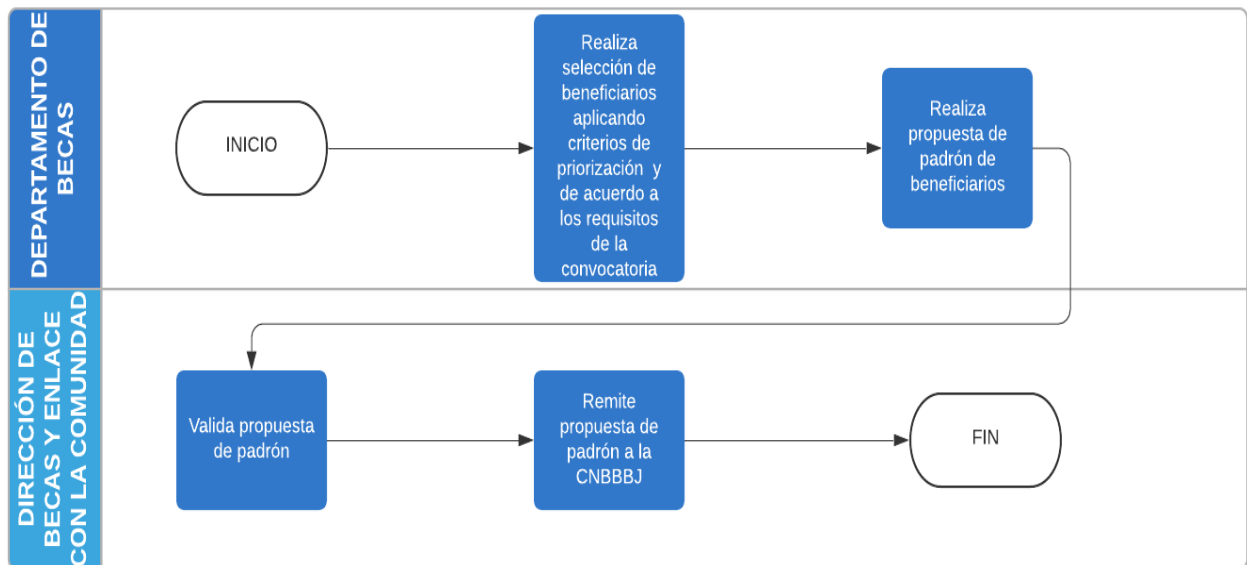 DEPARTAMENTO DE
BECAS
INICIO
Realiza
selección de
beneficiarios
aplicando
criterios de
priorización y
de acuerdo a
los requisitos
de la
convocatoria
Realiza
propuesta de
padrón de
beneficiarios
DIRECCIÓN DE
BECAS Y ENLACE
CON LA COMUNIDAD
Valida propuesta
de padrón
Remite
propuesta de
padrón a la
CNBBBJ
FIN